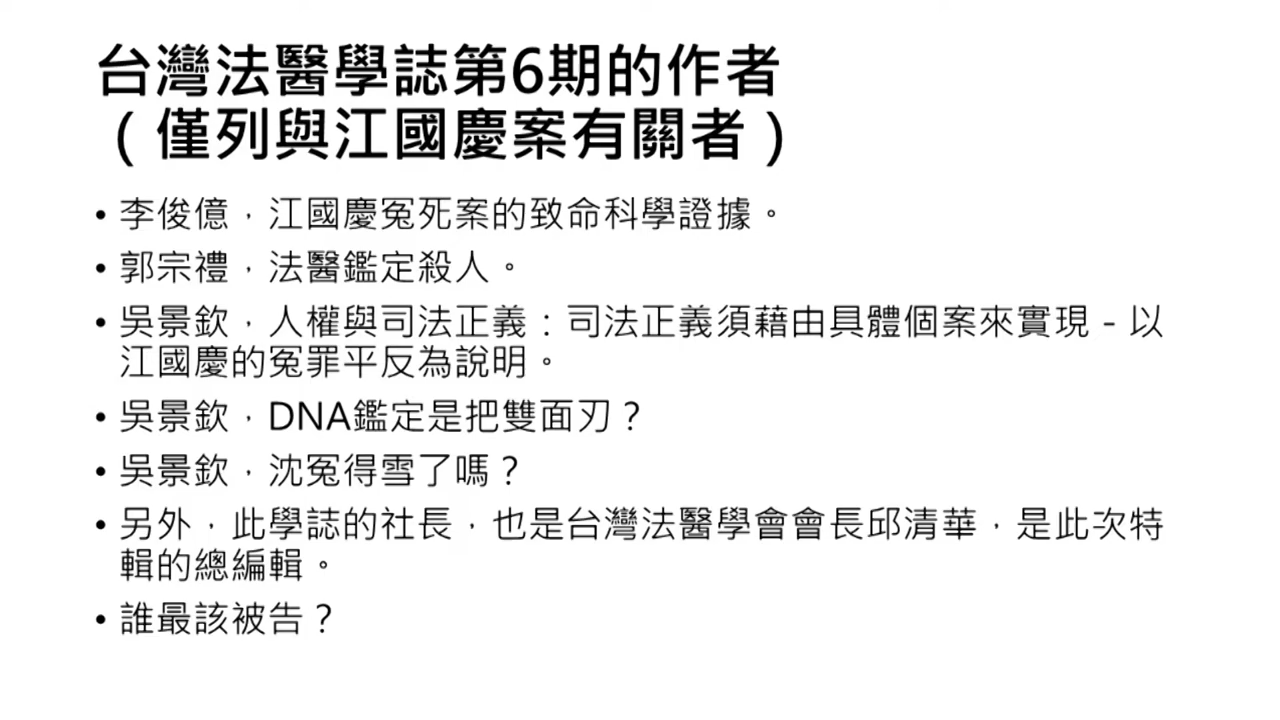 台灣法醫學誌第6期的作者
（僅列與江國慶案有關者）
• 李俊億，江國慶冤死案的致命科學證據。
• 郭宗禮，法醫鑑定殺人。
• 吳景欽，人權與司法正義：司法正義須藉由具體個案來實現－以
江國慶的冤罪平反為說明。
• 吳景欽，DNA鑑定是把雙面刃？
• 吳景欽，沈冤得雪了嗎？
• 另外，此學誌的社長，也是台灣法醫學會會長邱清華，是此次特
輯的總編輯。
• 誰最該被告？